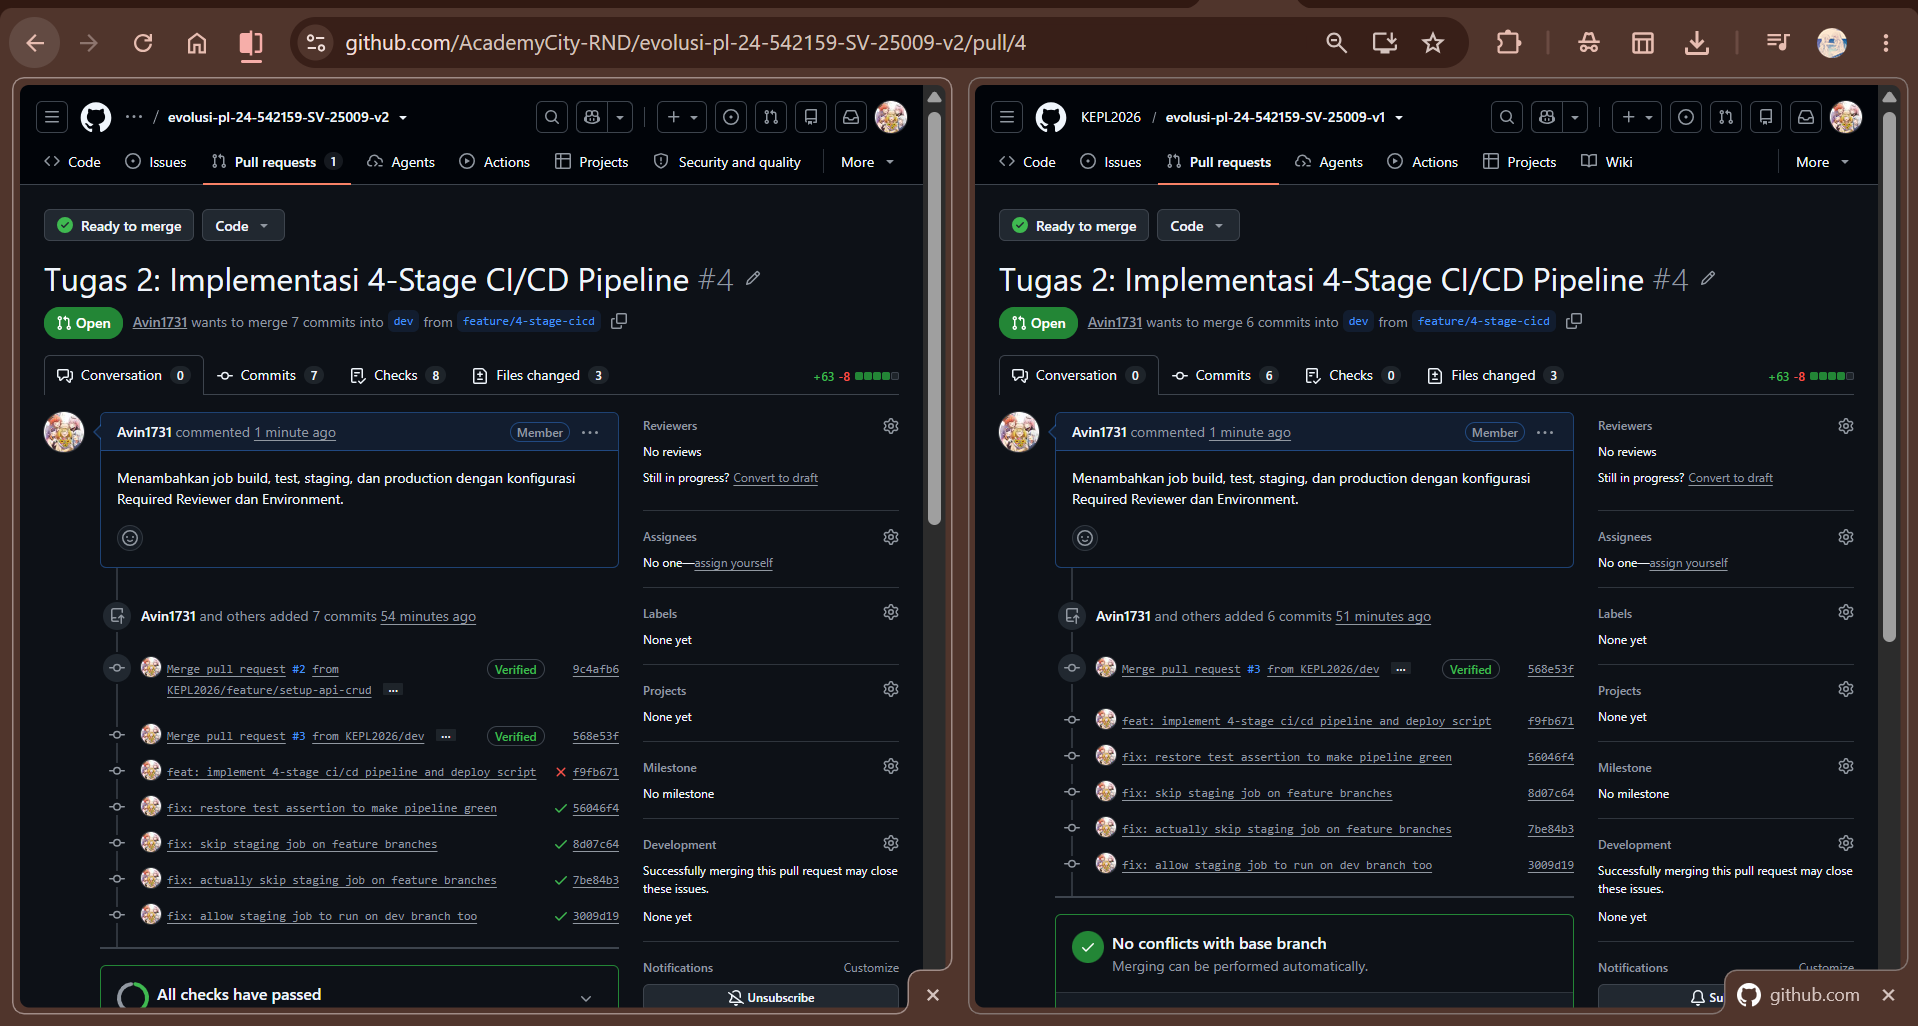 github.com/AcademyCity-RND/evolusi-pl-24-542159-SV-25009-v2/pull/4
... / evolusi-pl-24-542159-SV-25009-v2
Code Issues Pull requests 1 Agents Actions Projects Security and quality More
Ready to merge Code
Tugas 2: Implementasi 4-Stage CI/CD Pipeline #4
Open Avin1731 wants to merge 7 commits into dev from feature/4-stage-cicd
Conversation 0 Commits 7 Checks 8 Files changed 3 +63 -8
Avin1731 commented 1 minute ago Member ...
Menambahkan job build, test, staging, dan production dengan konfigurasi
Required Reviewer dan Environment.
Avin1731 and others added 7 commits 54 minutes ago
Merge pull request #2 from Verified 9c4afb6
KEPL2026/feature/setup-api-crud ...
Merge pull request #3 from KEPL2026/dev ... Verified 568e53f
feat: implement 4-stage ci/cd pipeline and deploy script f9fb671
fix: restore test assertion to make pipeline green 56046f4
fix: skip staging job on feature branches 8d07c64
fix: actually skip staging job on feature branches 7be84b3
fix: allow staging job to run on dev branch too 3009d19
All checks have passed
Reviewers
No reviews
Still in progress? Convert to draft
Assignees
No one—assign yourself
Labels
None yet
Projects
None yet
Milestone
No milestone
Development
Successfully merging this pull request may close
these issues.
None yet
Notifications Customize
Unsubscribe
KEPL2026 / evolusi-pl-24-542159-SV-25009-v1
Code Issues Pull requests Agents Actions Projects Wiki More
Ready to merge Code
Tugas 2: Implementasi 4-Stage CI/CD Pipeline #4
Open Avin1731 wants to merge 6 commits into dev from feature/4-stage-cicd
Conversation 0 Commits 6 Checks 0 Files changed 3 +63 -8
Avin1731 commented 1 minute ago Member ...
Menambahkan job build, test, staging, dan production dengan konfigurasi
Required Reviewer dan Environment.
Avin1731 and others added 6 commits 51 minutes ago
Merge pull request #3 from KEPL2026/dev ... Verified 568e53f
feat: implement 4-stage ci/cd pipeline and deploy script f9fb671
fix: restore test assertion to make pipeline green 56046f4
fix: skip staging job on feature branches 8d07c64
fix: actually skip staging job on feature branches 7be84b3
fix: allow staging job to run on dev branch too 3009d19
No conflicts with base branch
Merging can be performed automatically.
Reviewers
No reviews
Still in progress? Convert to draft
Assignees
No one—assign yourself
Labels
None yet
Projects
None yet
Milestone
No milestone
Development
Successfully merging this pull request may close
these issues.
None yet
Notifications Customize
Su
github.com